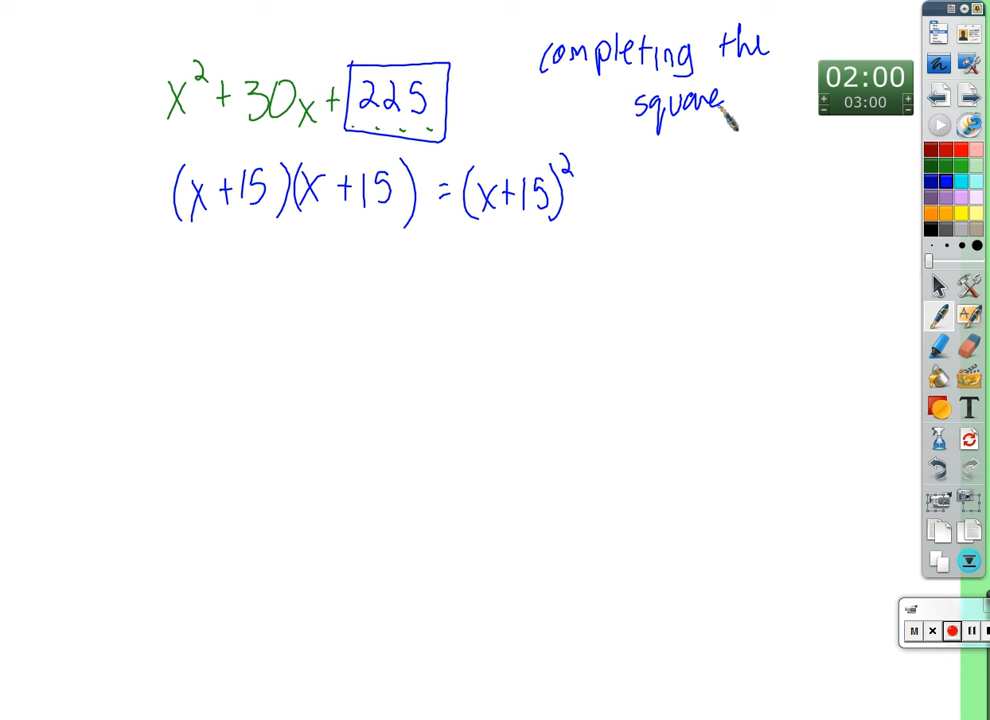 completing the
square
x² + 30x + 225
(x + 15)(x + 15) = (x + 15)²
02:00
03:00
T
M